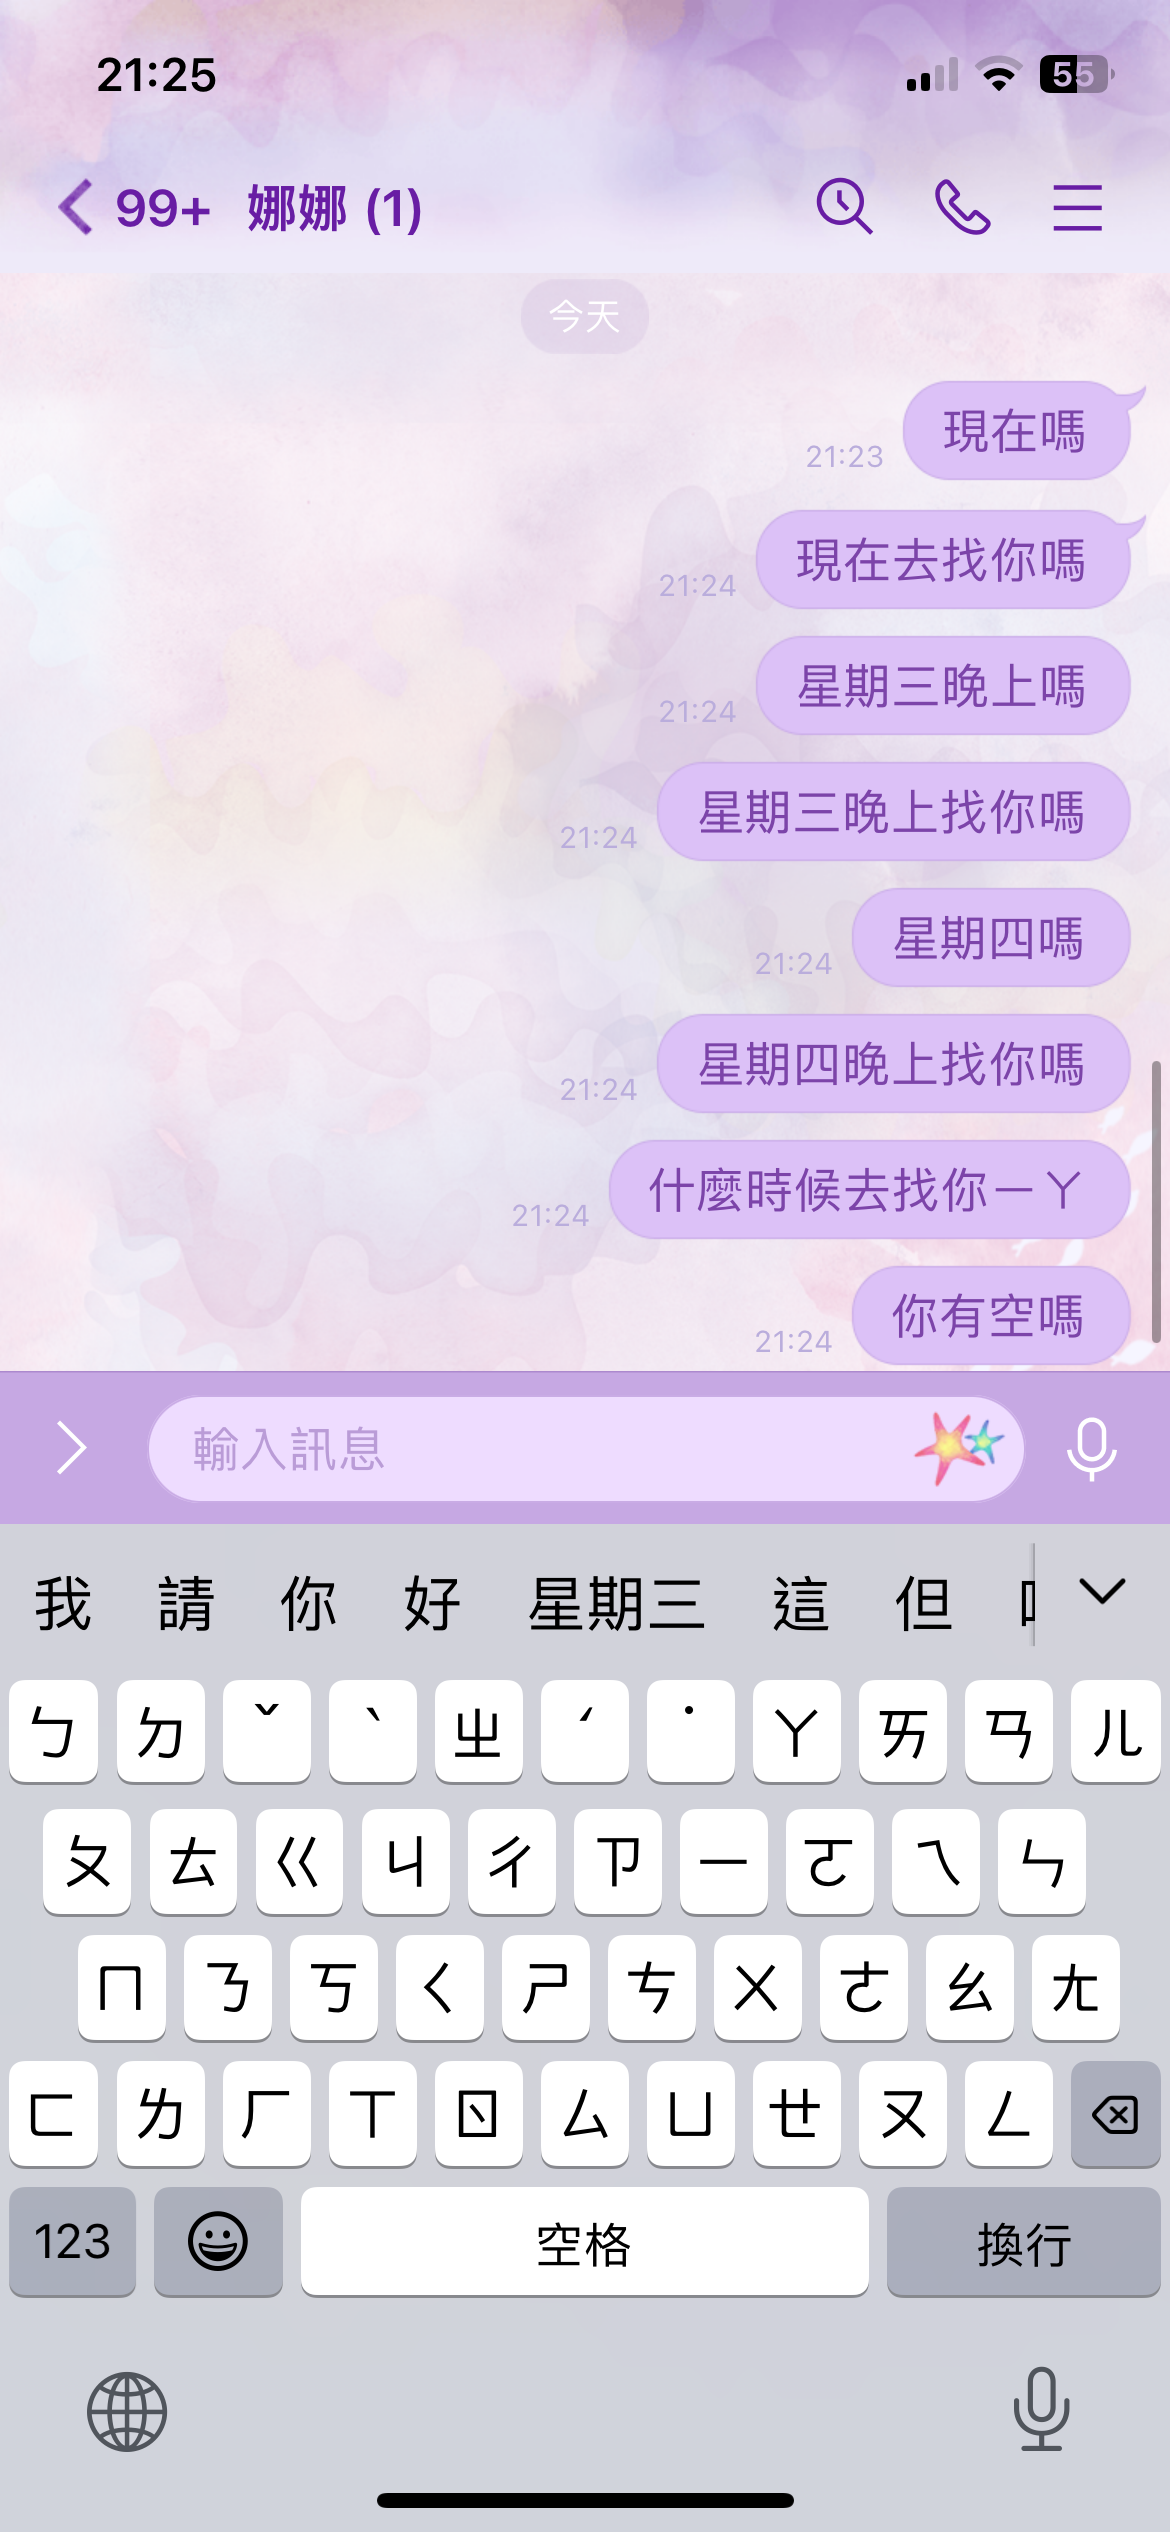 21:25
55
99+ 娜娜 (1)
今天
現在嗎
21:23
現在去找你嗎
21:24
星期三晚上嗎
21:24
星期三晚上找你嗎
21:24
星期四嗎
21:24
星期四晚上找你嗎
21:24
什麼時候去找你ㄧㄚ
21:24
你有空嗎
21:24
輸入訊息
我 請 你 好 星期三 這 但
ㄅ ㄉ ˇ ˋ ㄓ ˊ ˙ ㄚ ㄞ ㄢ ㄦ
ㄆ ㄊ ㄍ ㄐ ㄔ ㄗ ㄧ ㄛ ㄟ ㄣ
ㄇ ㄋ ㄎ ㄑ ㄕ ㄘ ㄨ ㄜ ㄠ ㄤ
ㄈ ㄌ ㄏ ㄒ ㄖ ㄙ ㄩ ㄝ ㄡ ㄥ
123 空格 換行